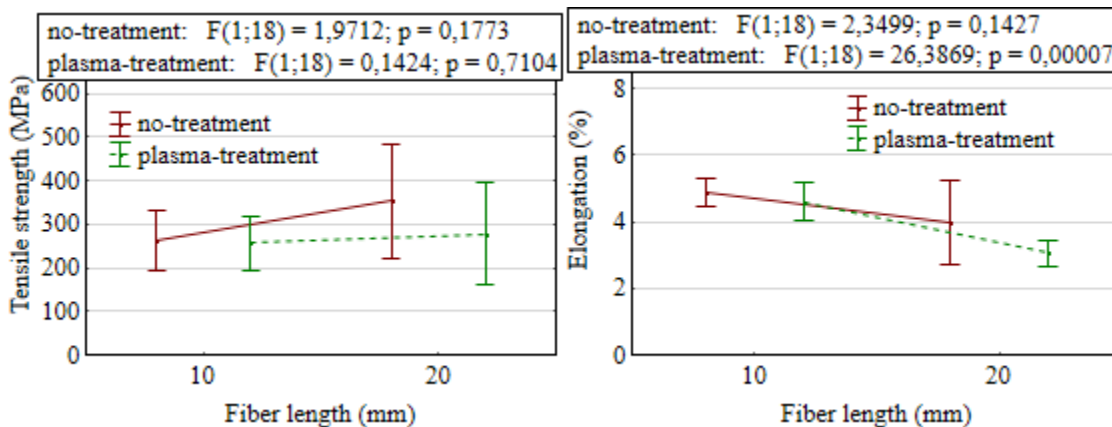 no-treatment: F(1;18) = 1,9712; p = 0,1773
plasma-treatment: F(1;18) = 0,1424; p = 0,7104
Tensile strength (MPa)
600
500
400
300
200
100
0
no-treatment
plasma-treatment
10
20
Fiber length (mm)
no-treatment: F(1;18) = 2,3499; p = 0,1427
plasma-treatment: F(1;18) = 26,3869; p = 0,00007
Elongation (%)
8
6
4
2
0
no-treatment
plasma-treatment
10
20
Fiber length (mm)